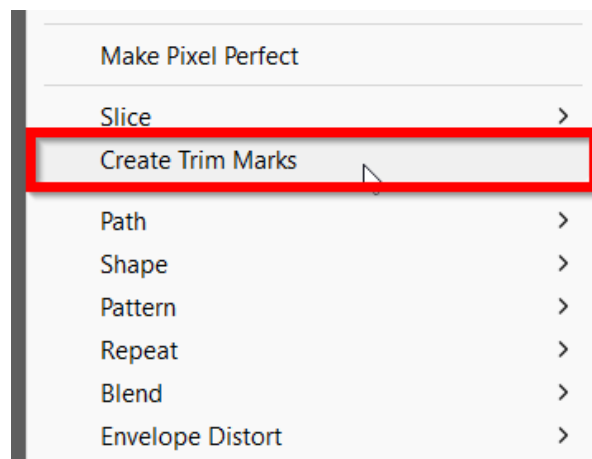 Make Pixel Perfect
Slice
Create Trim Marks
Path
Shape
Pattern
Repeat
Blend
Envelope Distort